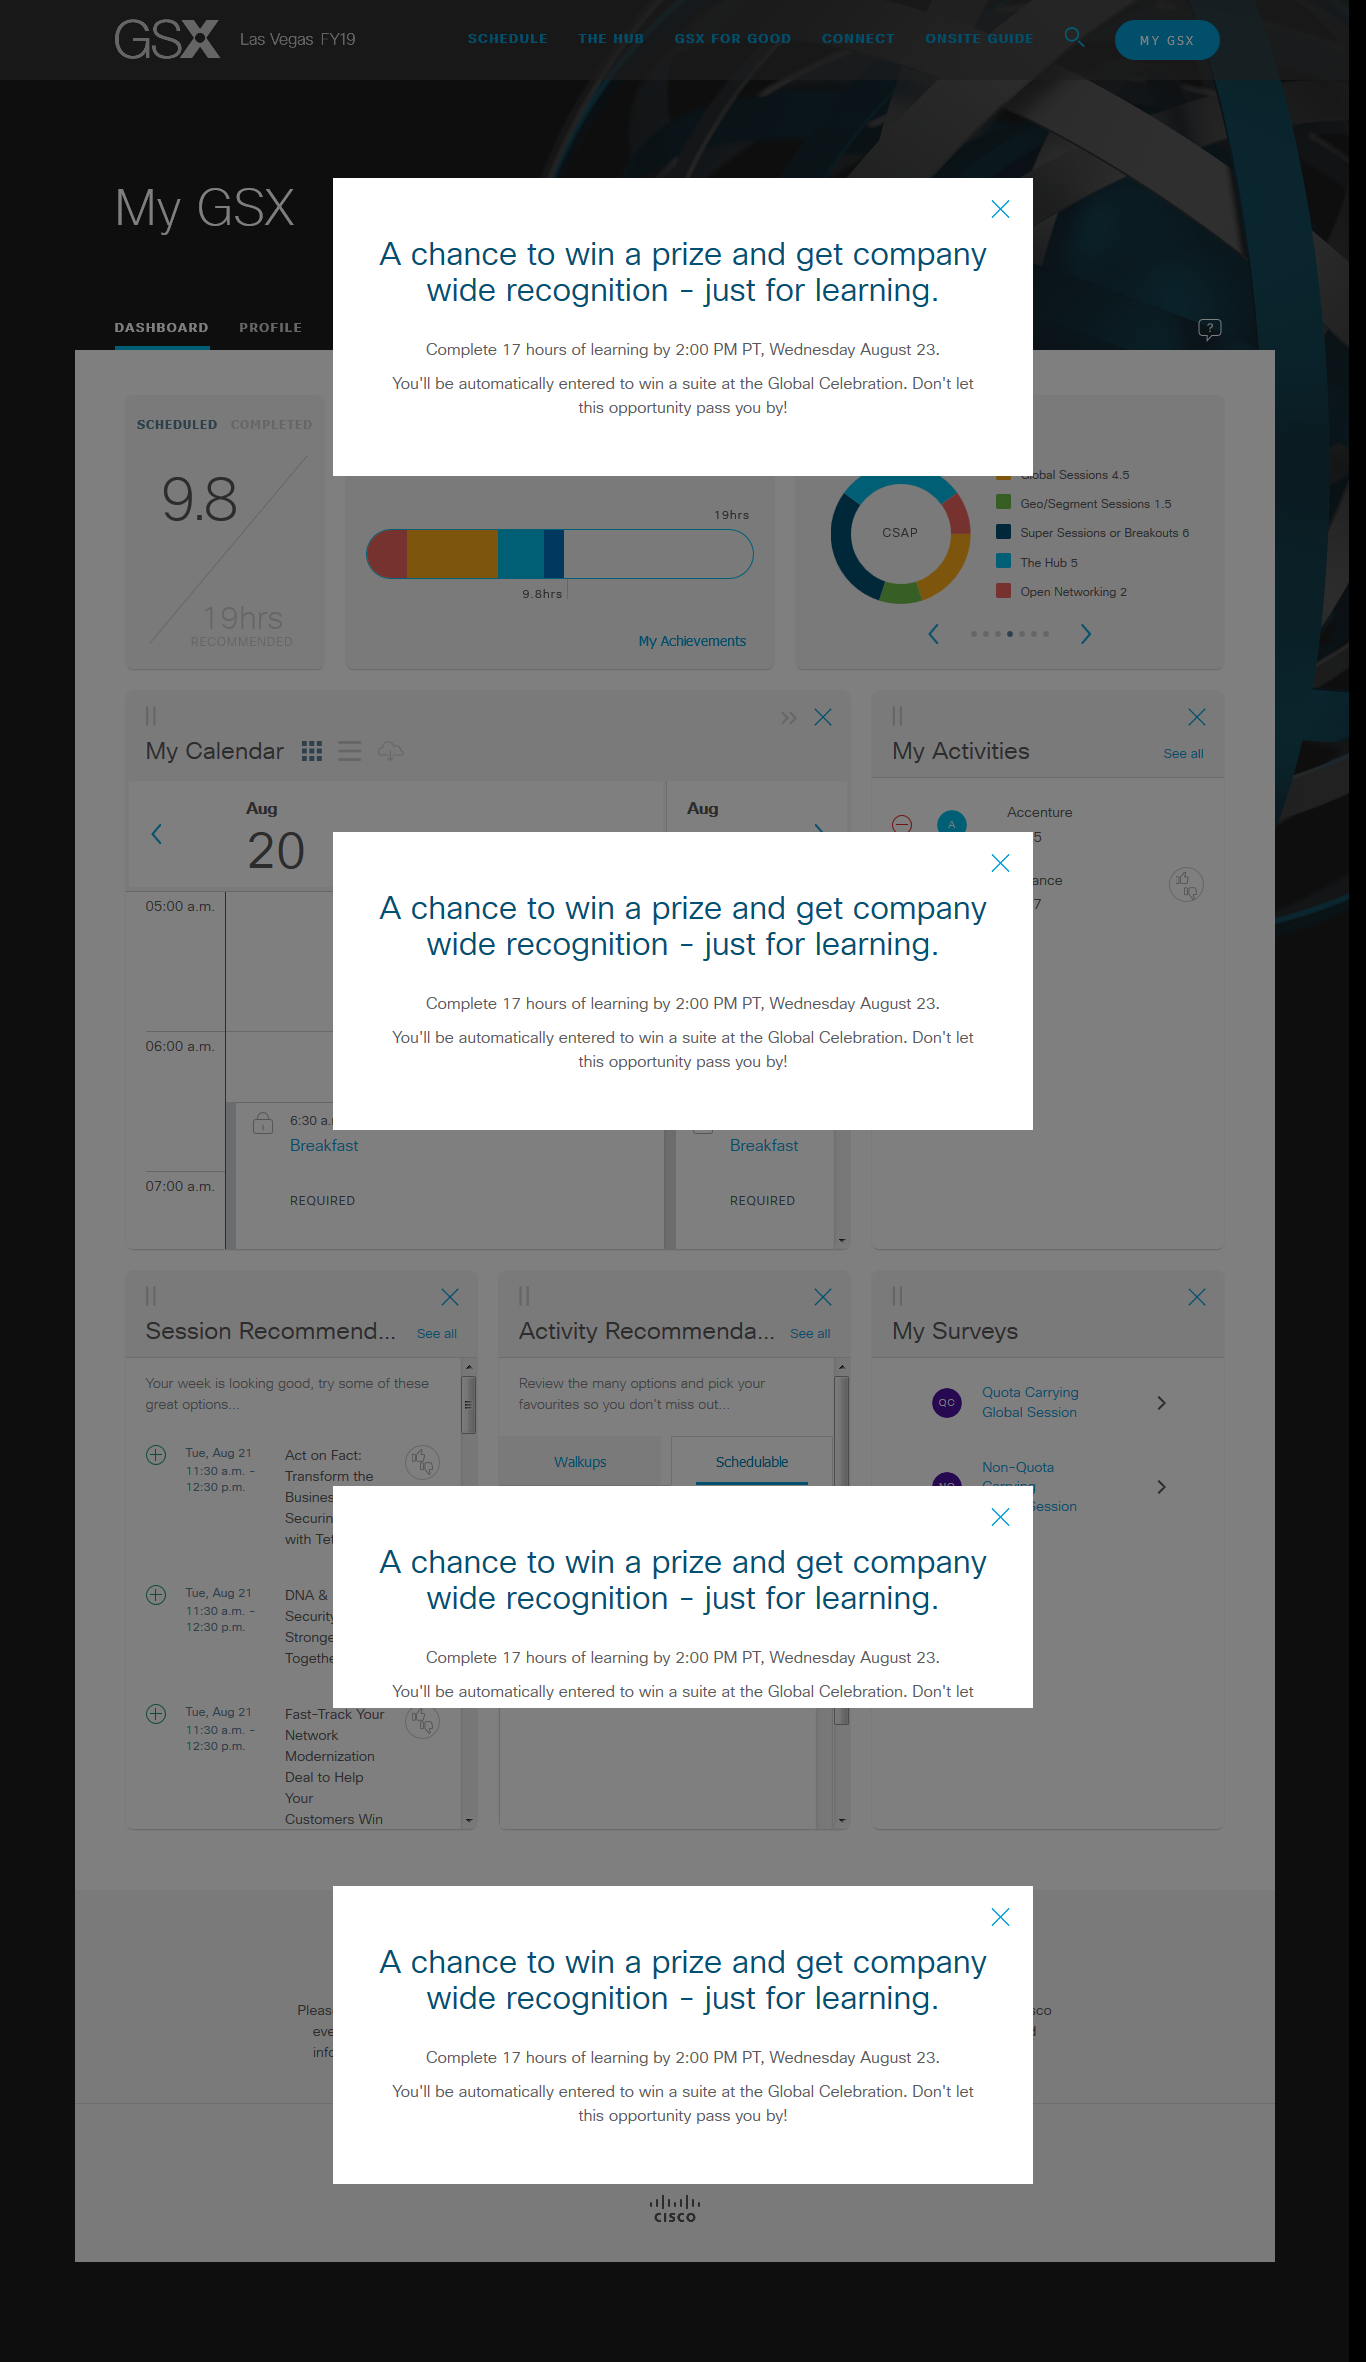 GSX Las Vegas FY19
SCHEDULE THE HUB GSX FOR GOOD CONNECT ONSITE GUIDE MY GSX
My GSX
DASHBOARD PROFILE
?
A chance to win a prize and get company
wide recognition - just for learning.
Complete 17 hours of learning by 2:00 PM PT, Wednesday August 23.
You'll be automatically entered to win a suite at the Global Celebration. Don't let
this opportunity pass you by!
SCHEDULED COMPLETED
9.8
19hrs
RECOMMENDED
19hrs
9.8hrs
My Achievements
CSAP
Global Sessions 4.5
Geo/Segment Sessions 1.5
Super Sessions or Breakouts 6
The Hub 5
Open Networking 2
My Calendar
Aug
20
Aug
05:00 a.m.
06:00 a.m.
07:00 a.m.
6:30 a.
Breakfast
REQUIRED
Breakfast
REQUIRED
My Activities See all
A
Accenture
5
ance
7
A chance to win a prize and get company
wide recognition - just for learning.
Complete 17 hours of learning by 2:00 PM PT, Wednesday August 23.
You'll be automatically entered to win a suite at the Global Celebration. Don't let
this opportunity pass you by!
Session Recommend... See all
Your week is looking good, try some of these
great options...
Tue, Aug 21
11:30 a.m. -
12:30 p.m.
Act on Fact:
Transform the
Busines
Securin
with Tet
Tue, Aug 21
11:30 a.m. -
12:30 p.m.
DNA &
Security
Stronge
Togethe
Tue, Aug 21
11:30 a.m. -
12:30 p.m.
Fast-Track Your
Network
Modernization
Deal to Help
Your
Customers Win
Activity Recommenda... See all
Review the many options and pick your
favourites so you don't miss out...
Walkups Schedulable
My Surveys
QC
Quota Carrying
Global Session
Non-Quota
Carrying
ession
A chance to win a prize and get company
wide recognition - just for learning.
Complete 17 hours of learning by 2:00 PM PT, Wednesday August 23.
You'll be automatically entered to win a suite at the Global Celebration. Don't let
A chance to win a prize and get company
wide recognition - just for learning.
Complete 17 hours of learning by 2:00 PM PT, Wednesday August 23.
You'll be automatically entered to win a suite at the Global Celebration. Don't let
this opportunity pass you by!
Pleas
eve
info
sco
CISCO